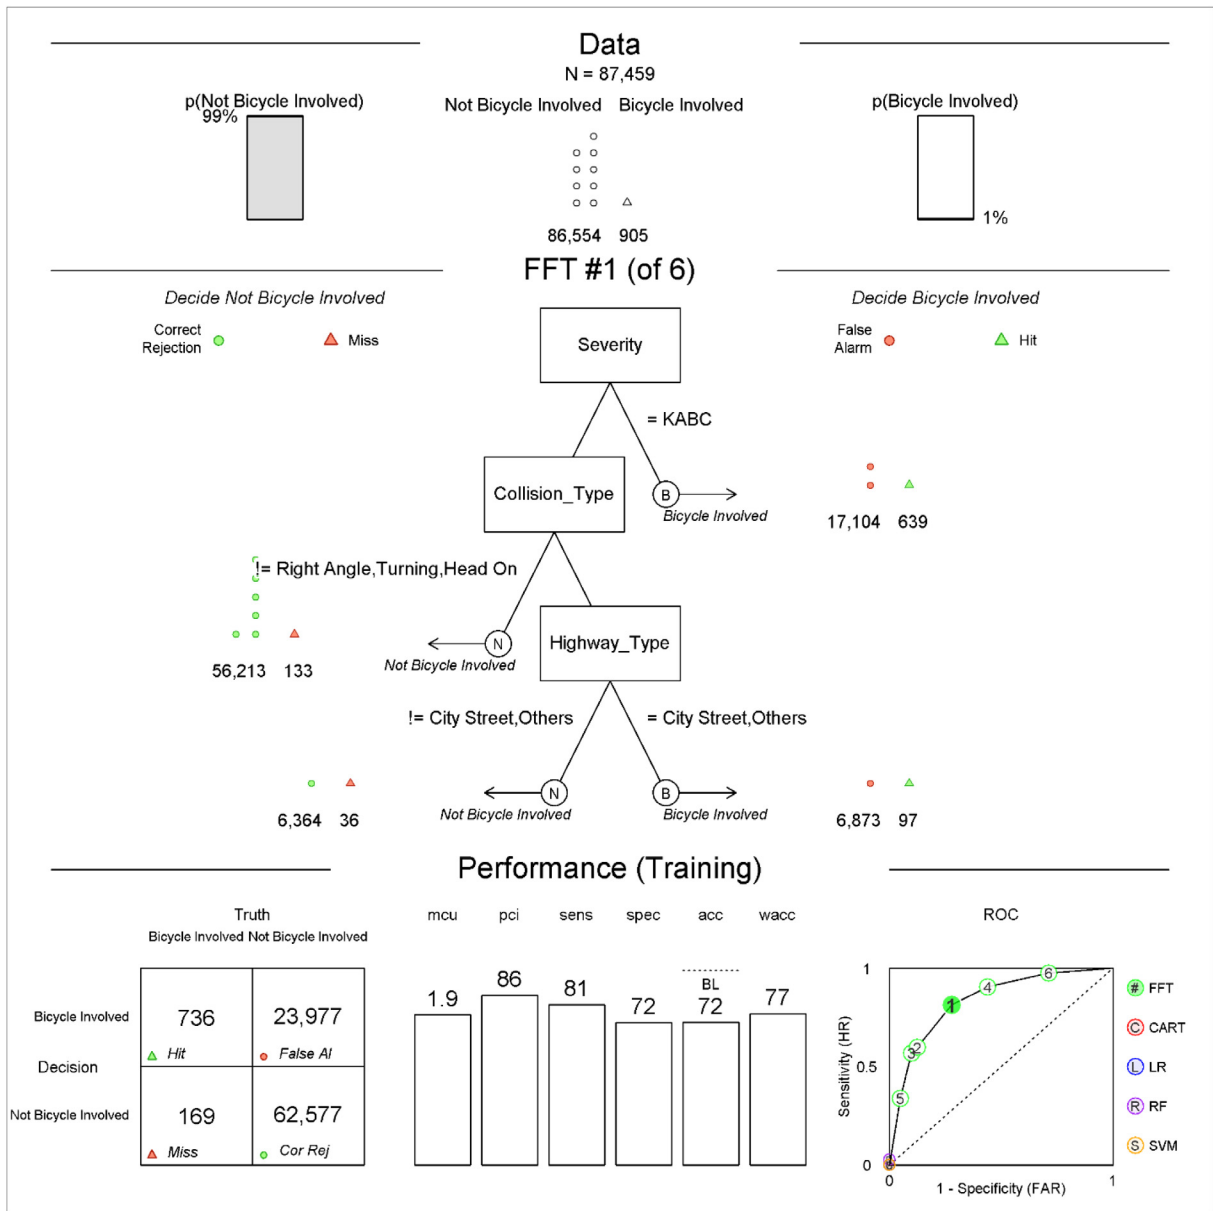 Data
N = 87,459
p(Not Bicycle Involved)
99%
Not Bicycle Involved Bicycle Involved
p(Bicycle Involved)
1%
86,554 905
FFT #1 (of 6)
Decide Not Bicycle Involved
Correct
Rejection
Miss
Decide Bicycle Involved
False
Alarm
Hit
Severity
= KABC
Collision_Type
B
Bicycle Involved
17,104 639
!= Right Angle,Turning,Head On
N
Not Bicycle Involved
56,213 133
Highway_Type
!= City Street,Others
= City Street,Others
N
Not Bicycle Involved
B
Bicycle Involved
6,364 36
6,873 97
Performance (Training)
Truth
Bicycle Involved Not Bicycle Involved
Bicycle Involved
736
Hit
23,977
False Al
Decision
Not Bicycle Involved
169
Miss
62,577
Cor Rej
mcu pci sens spec acc wacc
1.9 86 81 72 BL 72 77
ROC
Sensitivity (HR)
1
0.5
0
0
1
1 - Specificity (FAR)
1
2
3
4
5
6
# FFT
C CART
L LR
R RF
S SVM